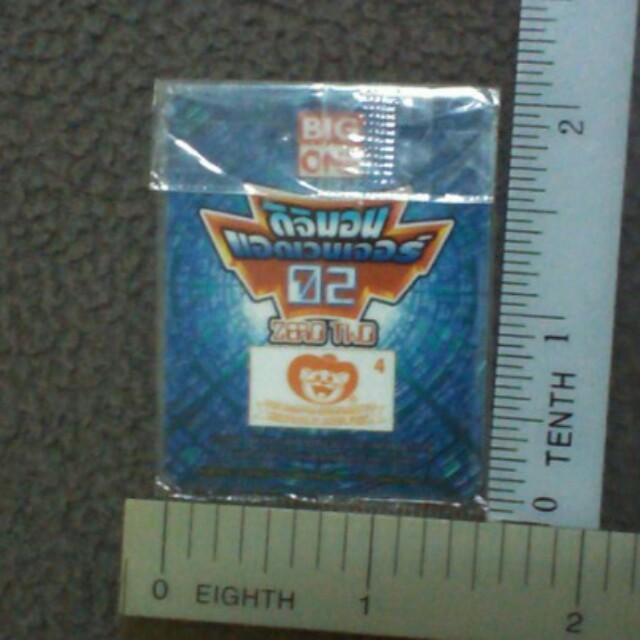 BIG
ONE
ดิจิมอน
แอดเวนเจอร์
02
ZERO TWO
4
2
1
0 TENTH
0 EIGHTH 1 2